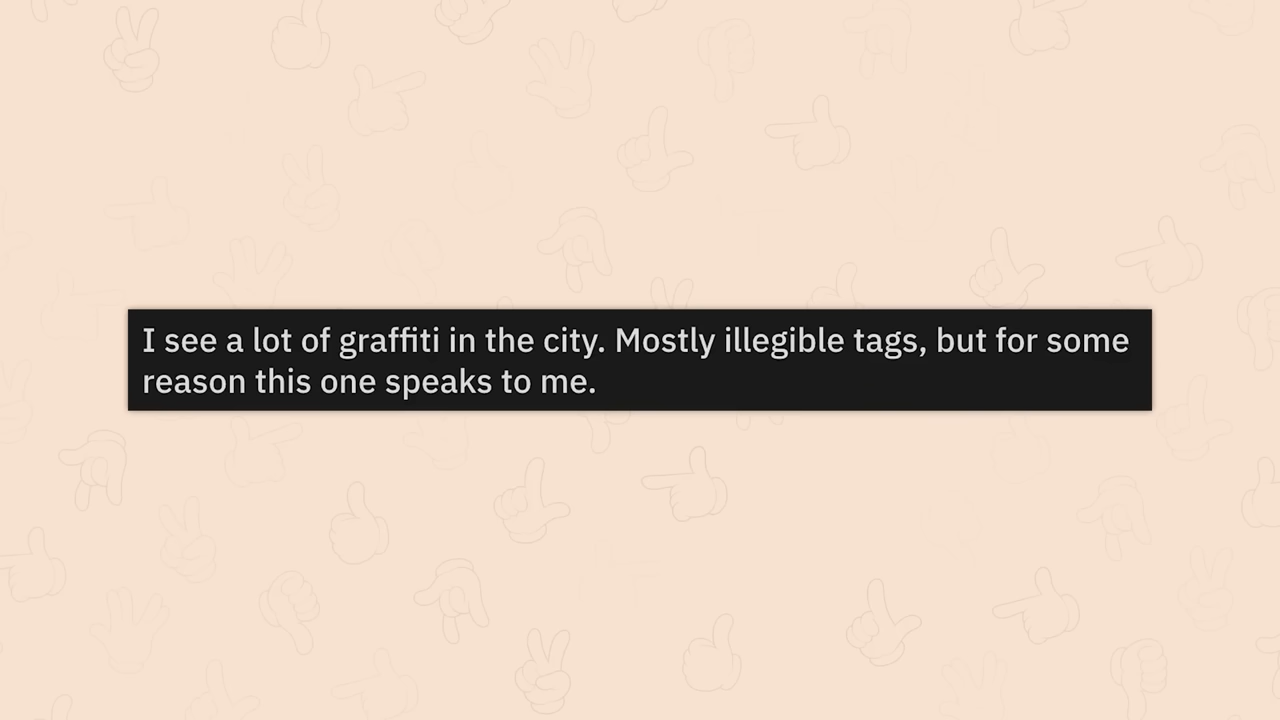 I see a lot of graffiti in the city. Mostly illegible tags, but for some
reason this one speaks to me.